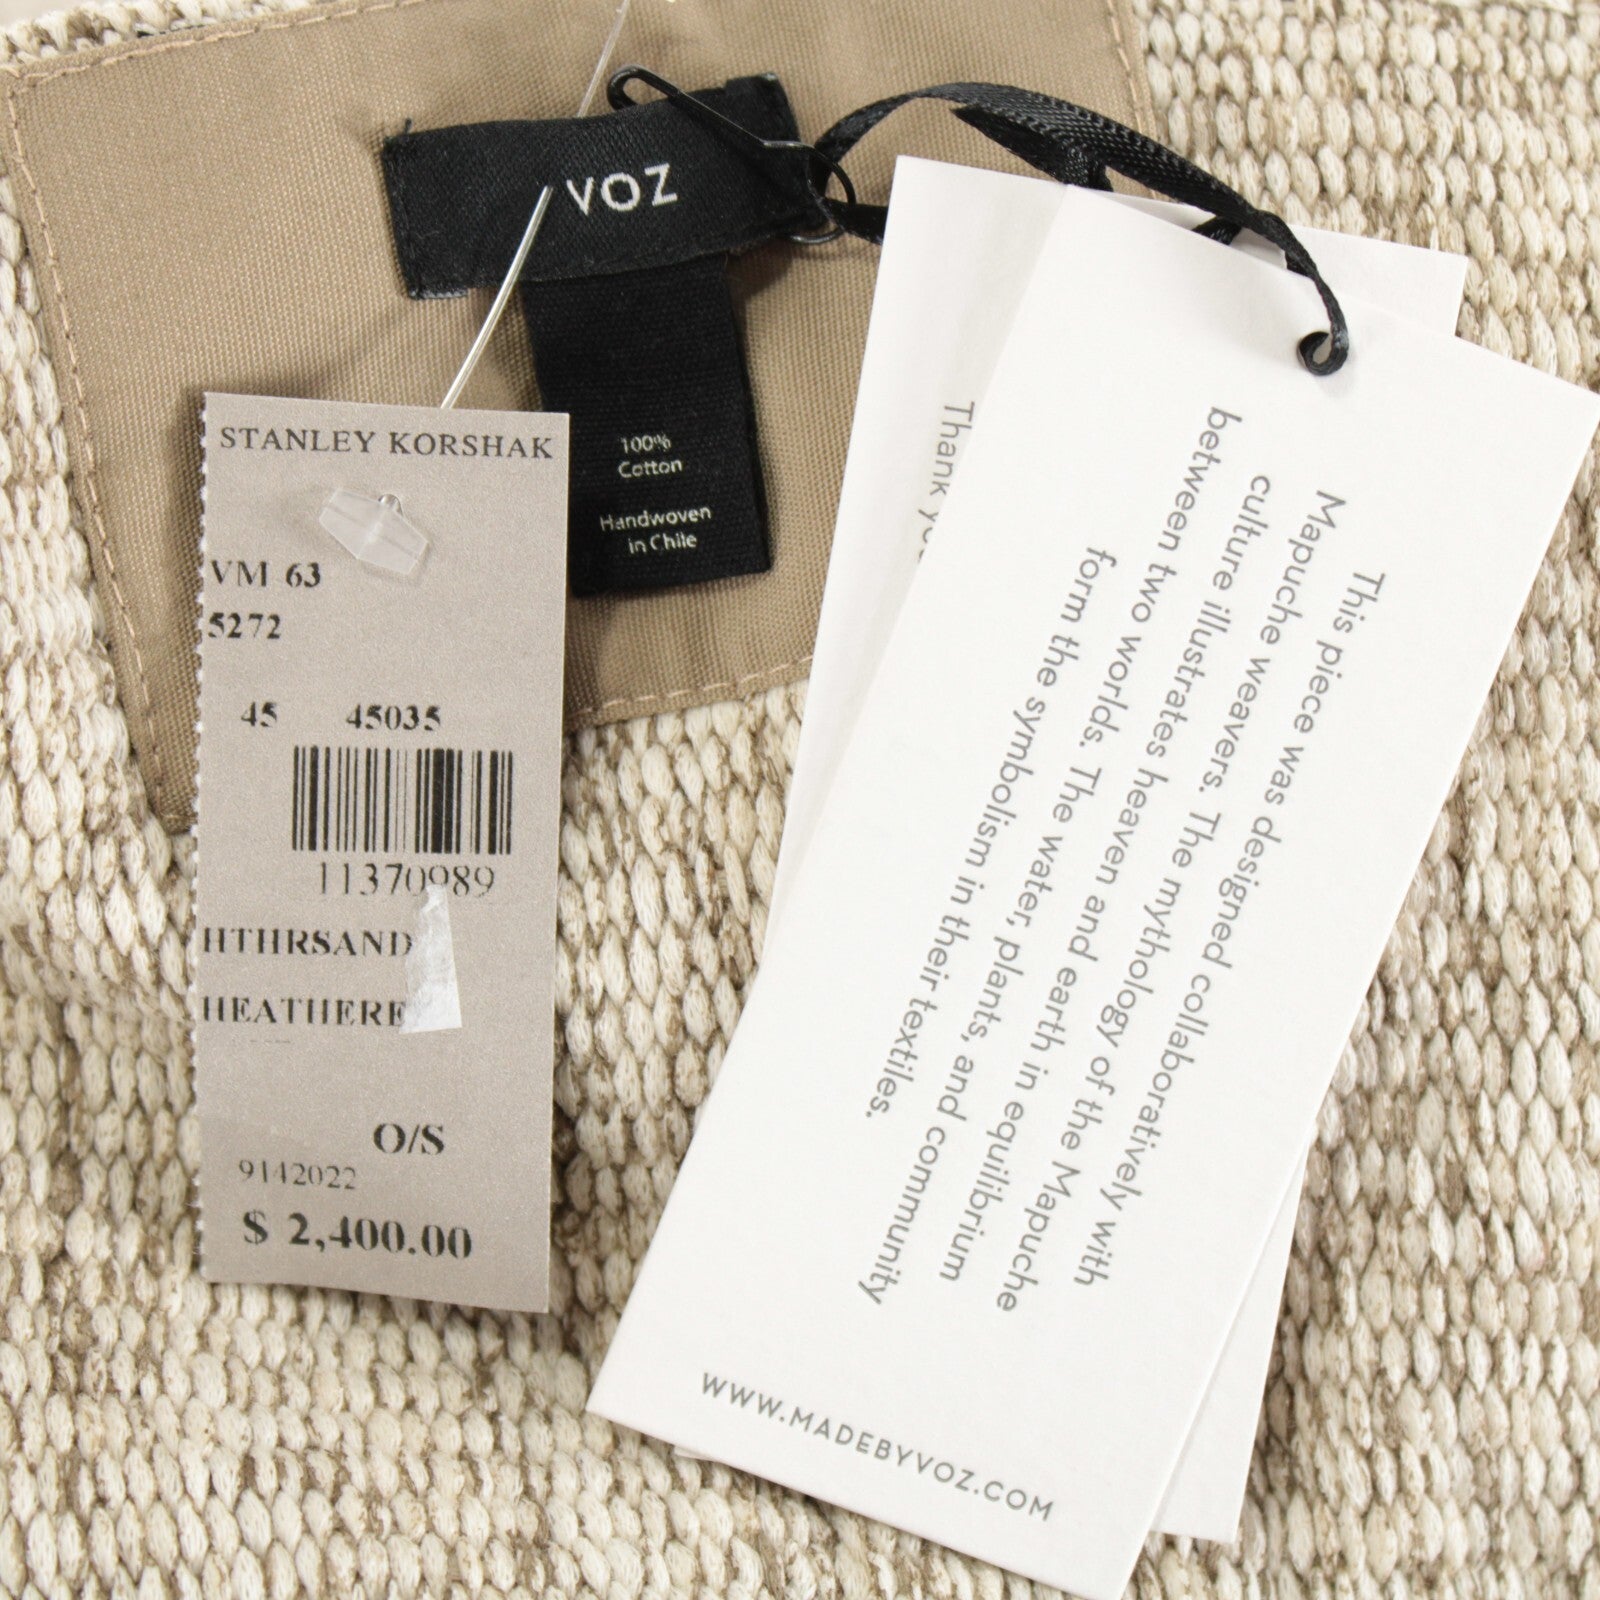 VOZ
100%
Cotton
Handwoven
in Chile
STANLEY KORSHAK
VM 63
5272
45 45035
11370989
HTHRSAND
HEATHERE
O/S
9142022
$ 2,400.00
Thank
This piece was designed collaboratively with
Mapuche weavers. The mythology of the Mapuche
culture illustrates heaven and earth in equilibrium
between two worlds. The water, plants, and community
form the symbolism in their textiles.
WWW.MADEBYVOZ.COM